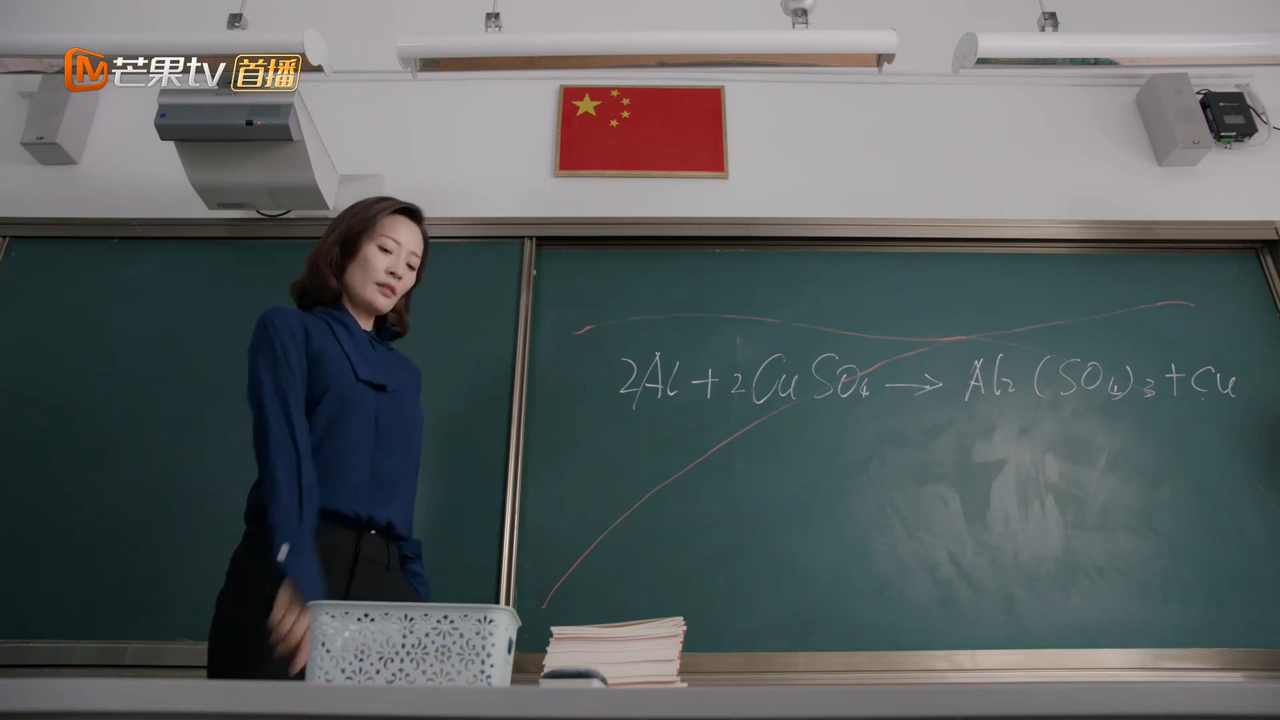 芒果tv 首播
2Al + 2CuSO₄ → Al₂(SO₄)₃ + Cu